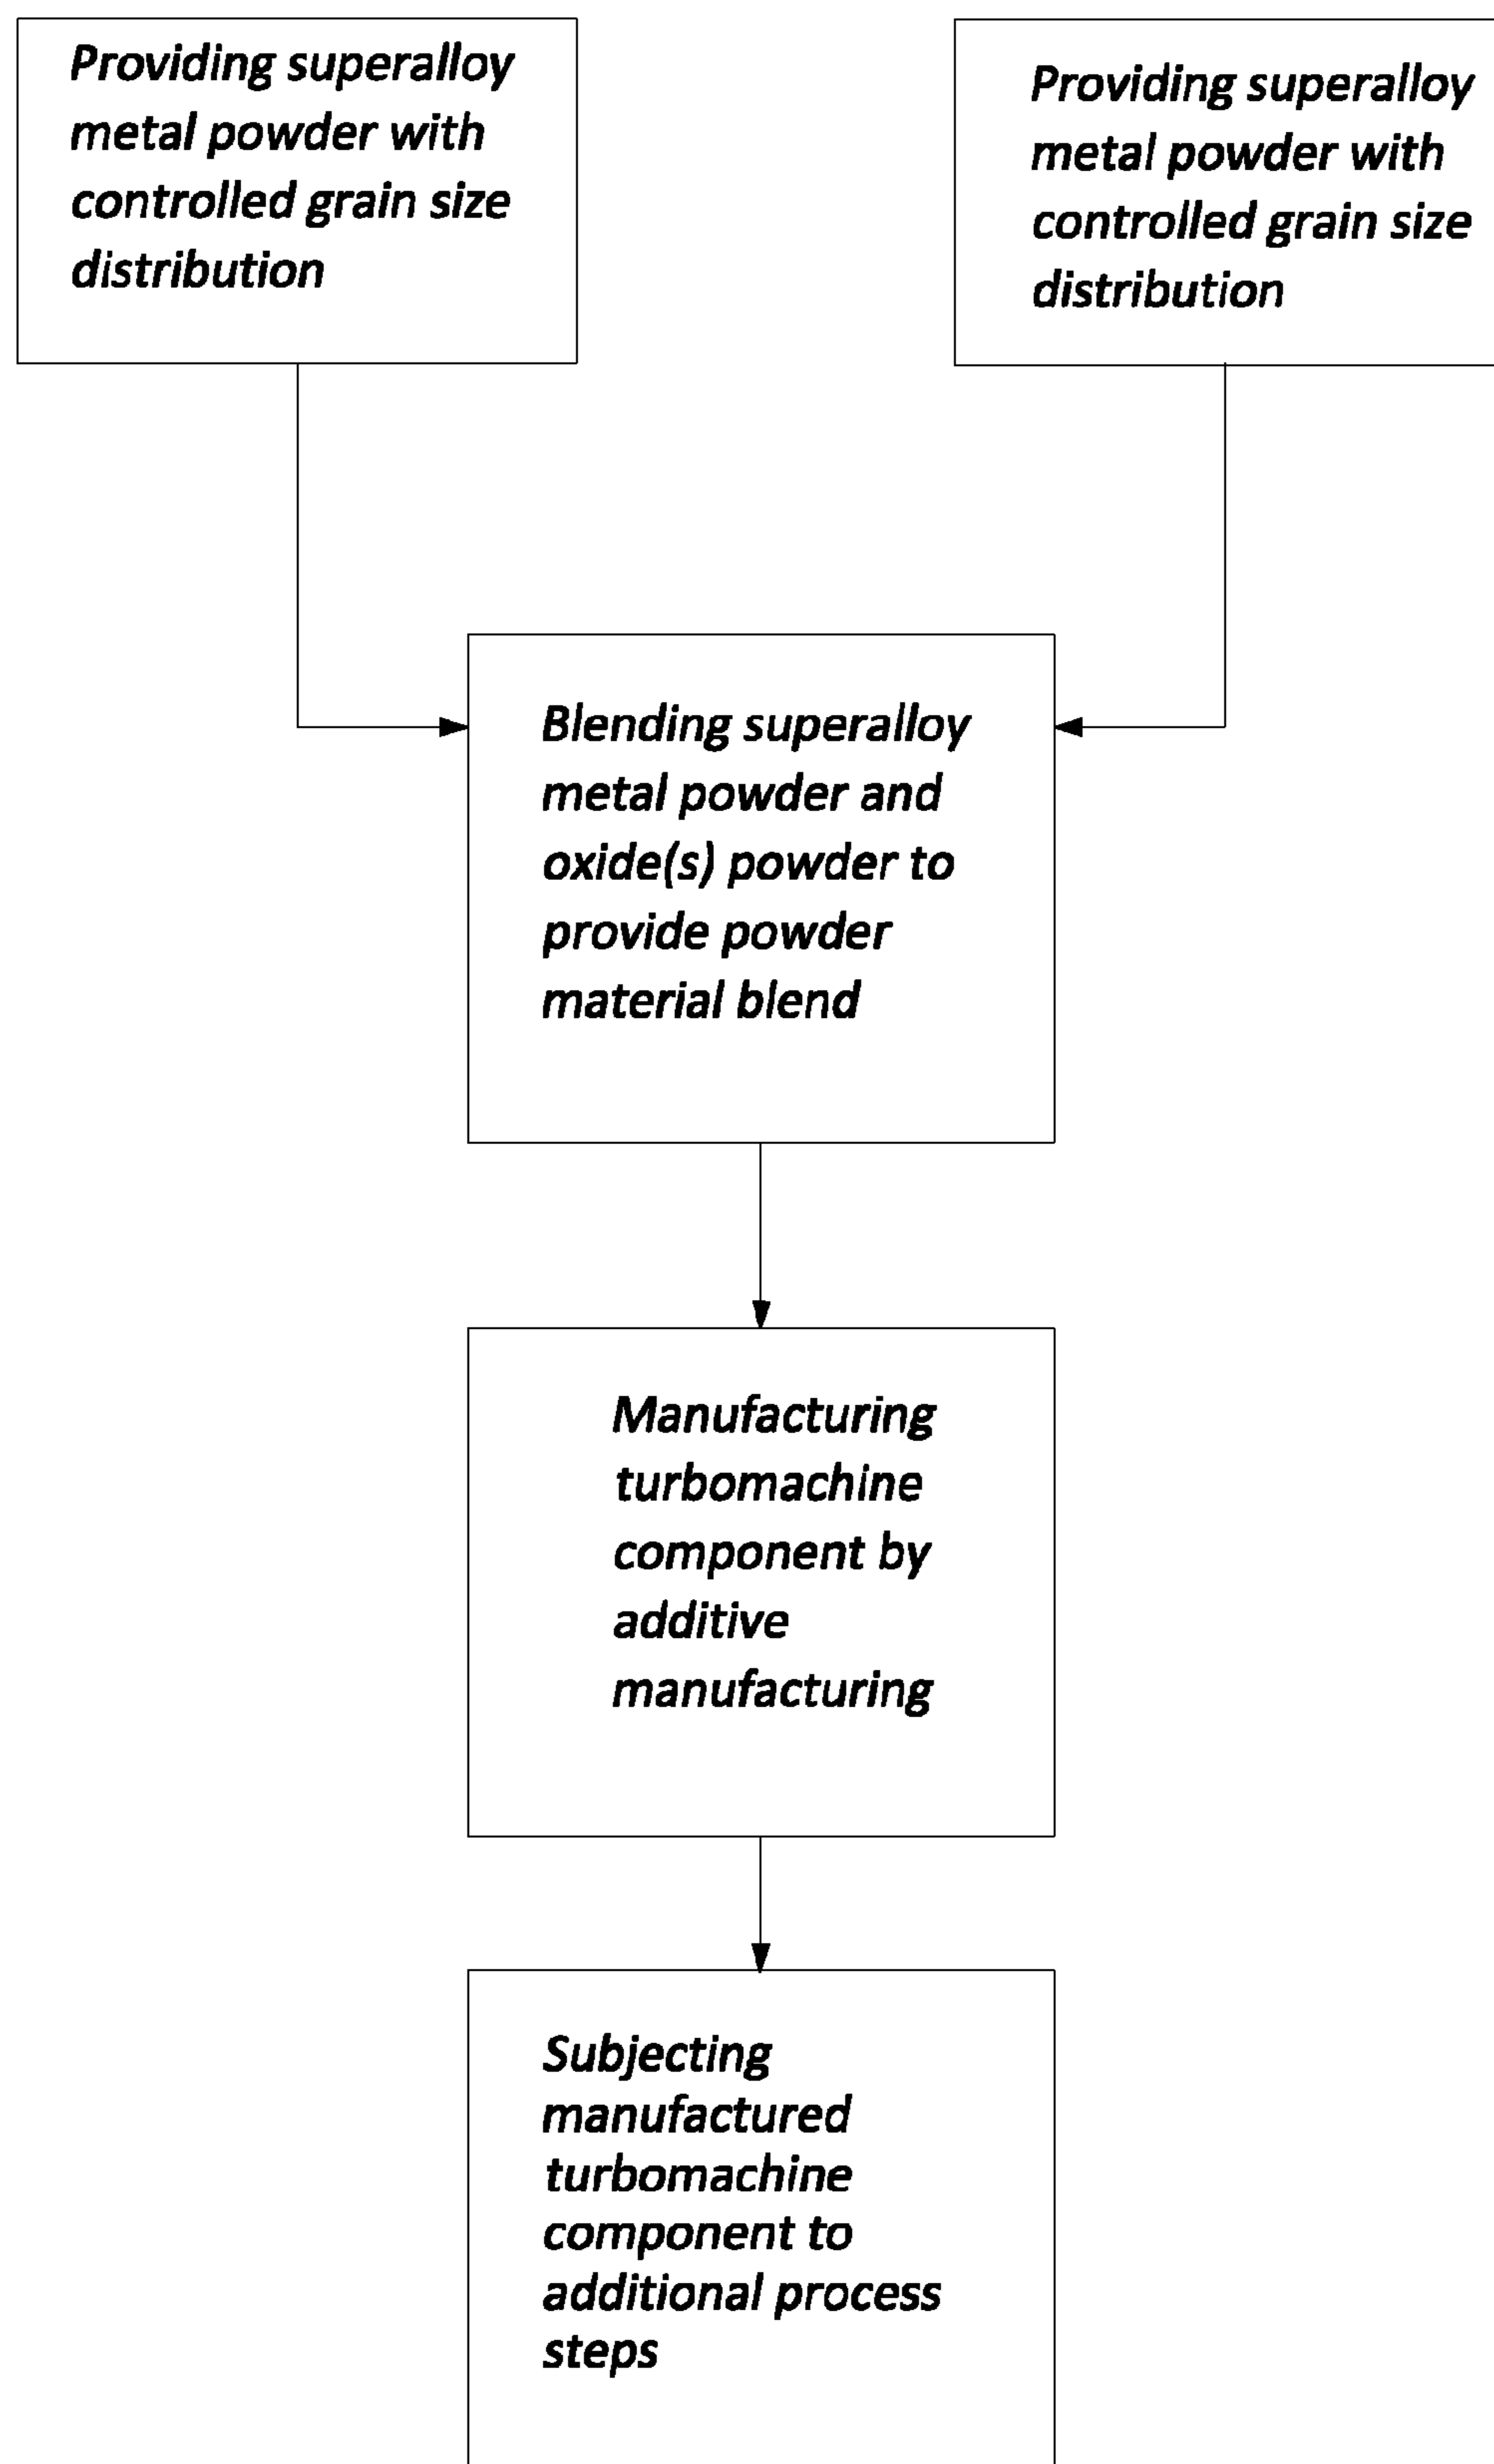 Providing superalloy
metal powder with
controlled grain size
distribution
Providing superalloy
metal powder with
controlled grain size
distribution
Blending superalloy
metal powder and
oxide(s) powder to
provide powder
material blend
Manufacturing
turbomachine
component by
additive
manufacturing
Subjecting
manufactured
turbomachine
component to
additional process
steps